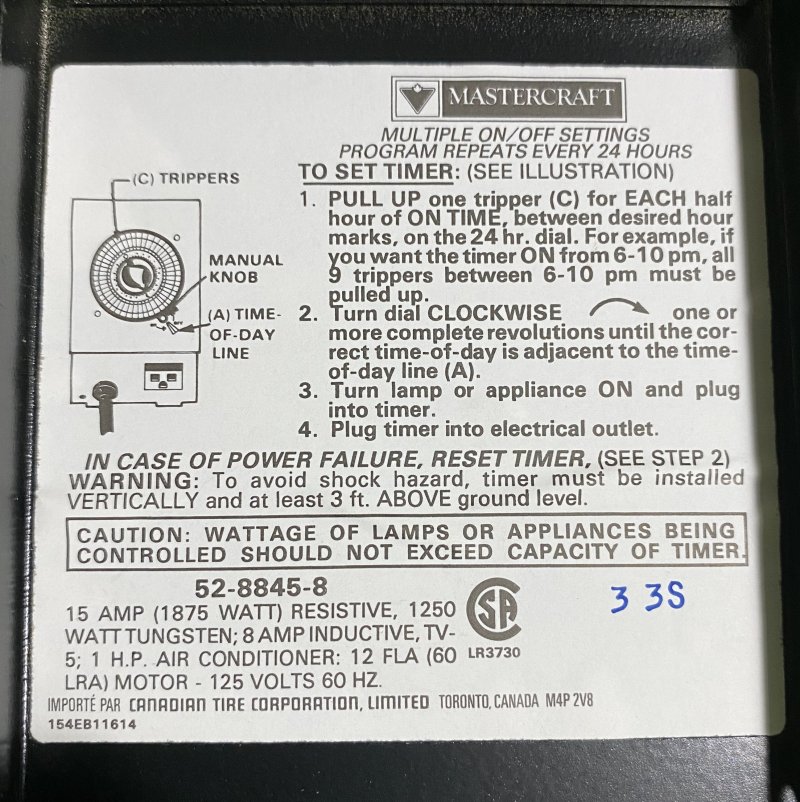 MASTERCRAFT
MULTIPLE ON/OFF SETTINGS
PROGRAM REPEATS EVERY 24 HOURS
TO SET TIMER: (SEE ILLUSTRATION)
(C) TRIPPERS
MANUAL
KNOB
(A) TIME-
OF-DAY
LINE
1. PULL UP one tripper (C) for EACH half
hour of ON TIME, between desired hour
marks, on the 24 hr. dial. For example, if
you want the timer ON from 6-10 pm, all
9 trippers between 6-10 pm must be
pulled up.
2. Turn dial CLOCKWISE one or
more complete revolutions until the cor-
rect time-of-day is adjacent to the time-
of-day line (A).
3. Turn lamp or appliance ON and plug
into timer.
4. Plug timer into electrical outlet.
IN CASE OF POWER FAILURE, RESET TIMER, (SEE STEP 2)
WARNING: To avoid shock hazard, timer must be installed
VERTICALLY and at least 3 ft. ABOVE ground level.
CAUTION: WATTAGE OF LAMPS OR APPLIANCES BEING
CONTROLLED SHOULD NOT EXCEED CAPACITY OF TIMER.
52-8845-8
15 AMP (1875 WATT) RESISTIVE, 1250
WATT TUNGSTEN; 8 AMP INDUCTIVE, TV-
5; 1 H.P. AIR CONDITIONER: 12 FLA (60
LRA) MOTOR - 125 VOLTS 60 HZ.
SA
LR3730
3 3S
IMPORTÉ PAR CANADIAN TIRE CORPORATION, LIMITED TORONTO, CANADA M4P 2V8
154EB11614